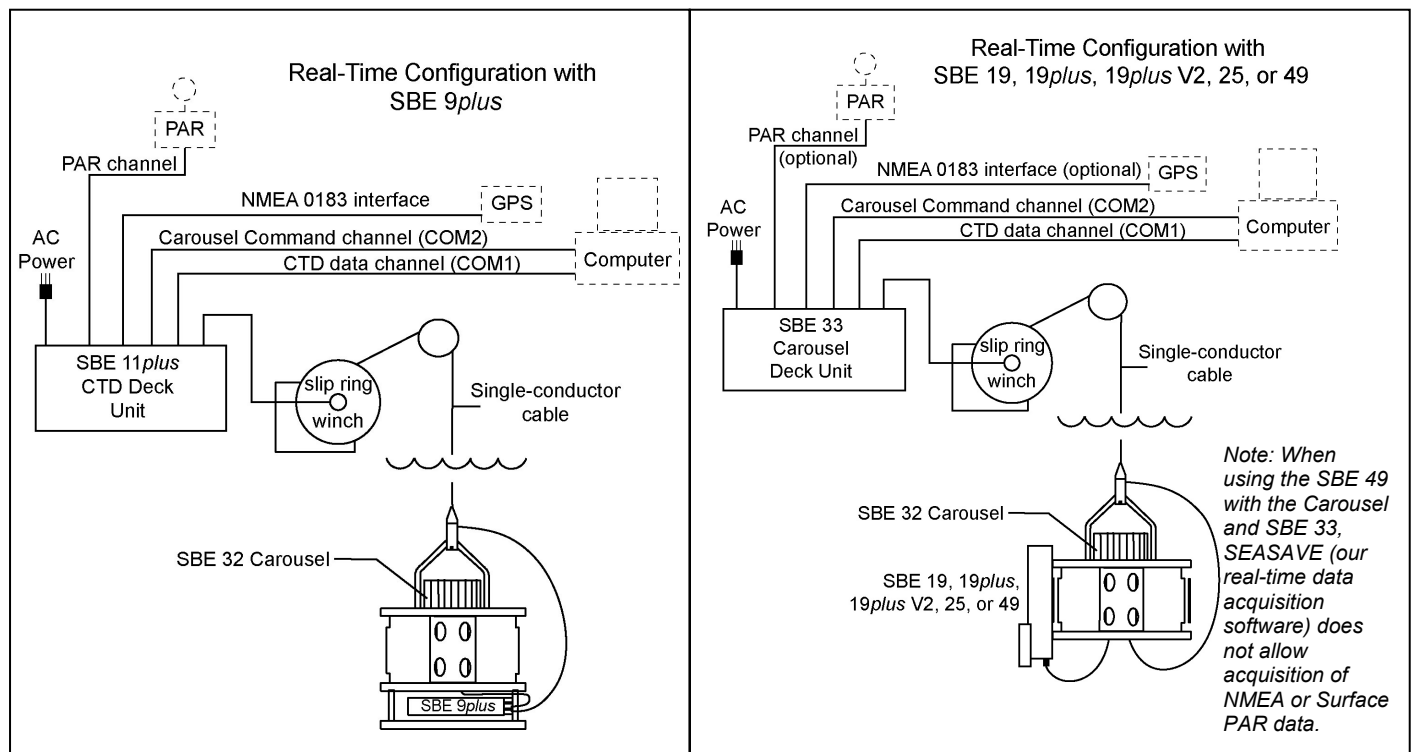 Real-Time Configuration with
SBE 9plus
PAR
PAR channel
NMEA 0183 interface
GPS
AC
Power
Carousel Command channel (COM2)
CTD data channel (COM1)
Computer
SBE 11plus
CTD Deck
Unit
slip ring
winch
Single-conductor
cable
SBE 32 Carousel
SBE 9plus
Real-Time Configuration with
SBE 19, 19plus, 19plus V2, 25, or 49
PAR
PAR channel
(optional)
NMEA 0183 interface (optional)
GPS
AC
Power
Carousel Command channel (COM2)
CTD data channel (COM1)
Computer
SBE 33
Carousel
Deck Unit
slip ring
winch
Single-conductor
cable
SBE 32 Carousel
SBE 19, 19plus,
19plus V2, 25, or 49
Note: When
using the SBE 49
with the Carousel
and SBE 33,
SEASAVE (our
real-time data
acquisition
software) does
not allow
acquisition of
NMEA or Surface
PAR data.